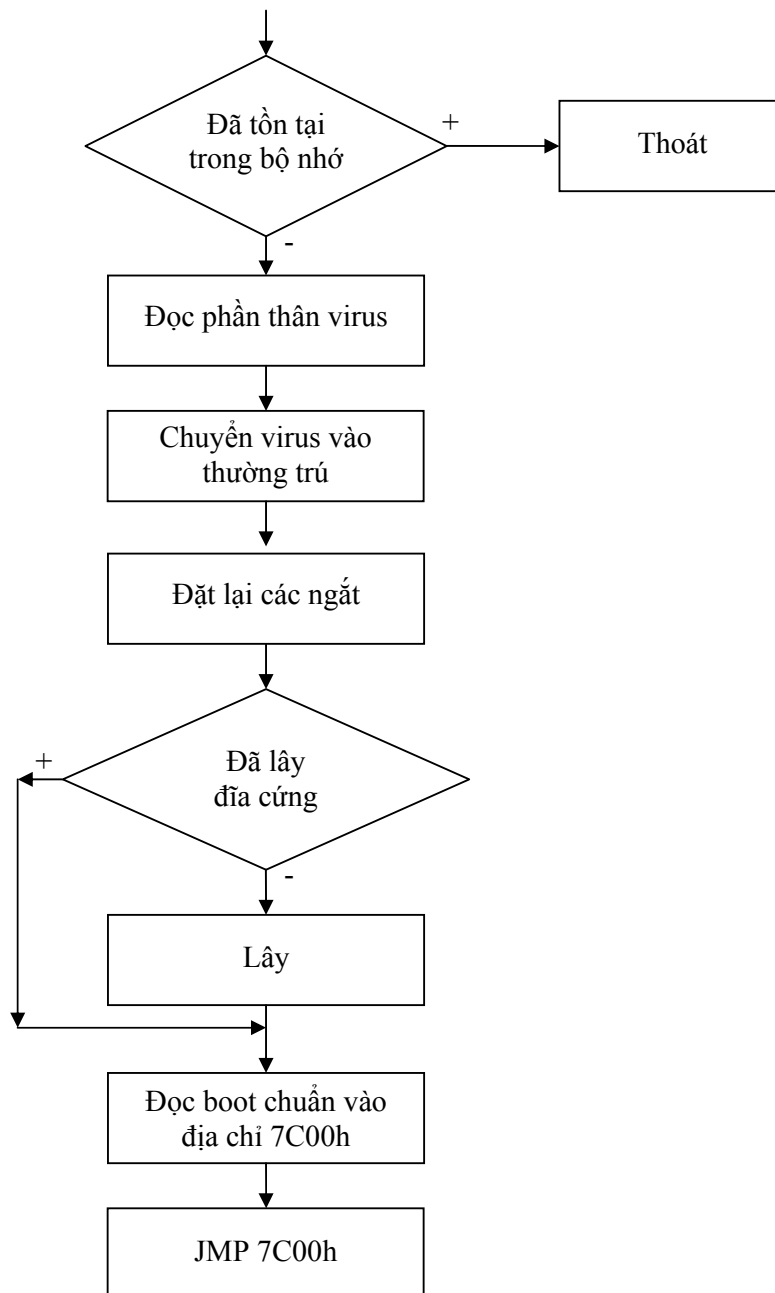 Đã tồn tại
trong bộ nhớ
+
Thoát
-
Đọc phần thân virus
Chuyển virus vào
thường trú
Đặt lại các ngắt
+
Đã lây
đĩa cứng
-
Lây
Đọc boot chuẩn vào
địa chỉ 7C00h
JMP 7C00h